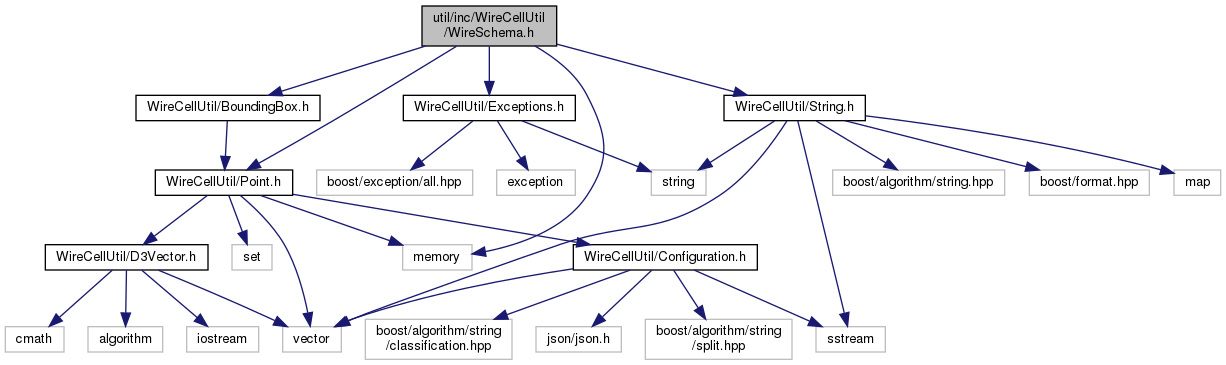 util/inc/WireCellUtil
/WireSchema.h
WireCellUtil/BoundingBox.h
WireCellUtil/Exceptions.h
WireCellUtil/String.h
WireCellUtil/Point.h
boost/exception/all.hpp
exception
string
boost/algorithm/string.hpp
boost/format.hpp
map
WireCellUtil/D3Vector.h
set
memory
WireCellUtil/Configuration.h
cmath
algorithm
iostream
vector
boost/algorithm/string
/classification.hpp
json/json.h
boost/algorithm/string
/split.hpp
sstream